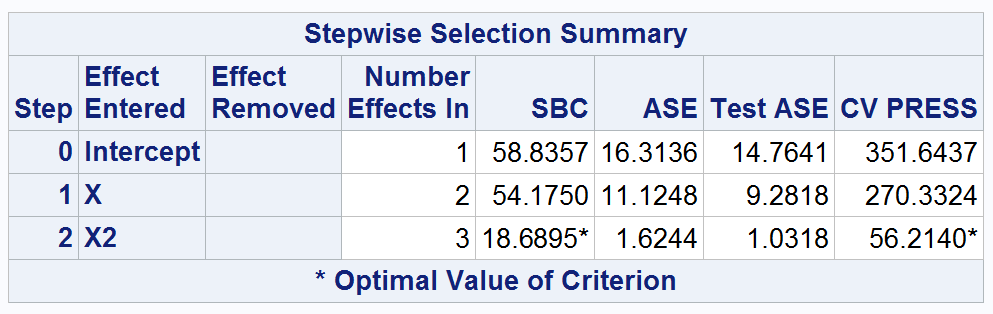 Stepwise Selection Summary
Step Effect Entered Effect Removed Number Effects In SBC ASE Test ASE CV PRESS
0 Intercept 1 58.8357 16.3136 14.7641 351.6437
1 X 2 54.1750 11.1248 9.2818 270.3324
2 X2 3 18.6895* 1.6244 1.0318 56.2140*
* Optimal Value of Criterion